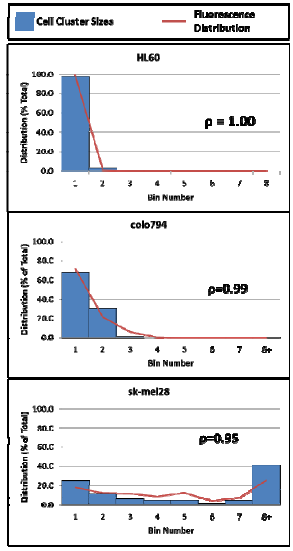 Cell Cluster Sizes
Fluorescence
Distribution
HL60
Distribution (% Total)
100.0
80.0
60.0
40.0
20.0
0.0
ρ = 1.00
1 2 3 4 5 6 7 8
Bin Number
colo794
Distribution (% of Total)
100.0
80.0
60.0
40.0
20.0
0.0
ρ=0.99
1 2 3 4 5 6 7 8+
Bin Number
sk-mel28
Distribution (% of Total)
100.0
80.0
60.0
40.0
20.0
0.0
ρ=0.95
1 2 3 4 5 6 7 8+
Bin Number